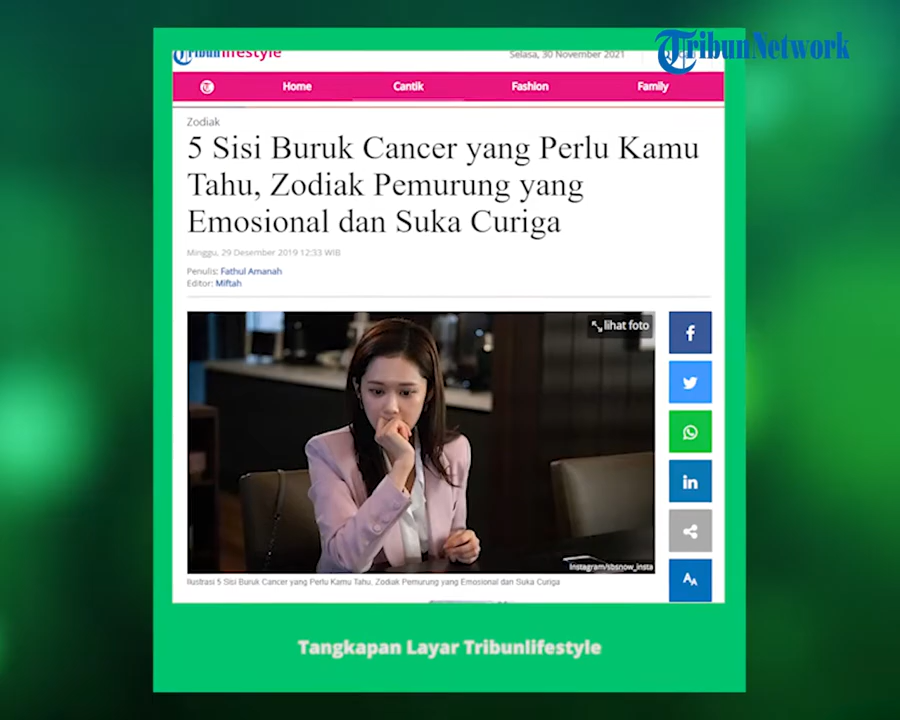 TribunNetwork
Tribunlifestyle
Selasa, 30 November 2021
Home Cantik Fashion Family
Zodiak
5 Sisi Buruk Cancer yang Perlu Kamu
Tahu, Zodiak Pemurung yang
Emosional dan Suka Curiga
Minggu, 29 Desember 2019 12:33 WIB
Penulis: Fathul Amanah
Editor: Miftah
lihat foto
Instagram/sbsnow_insta
Ilustrasi 5 Sisi Buruk Cancer yang Perlu Kamu Tahu, Zodiak Pemurung yang Emosional dan Suka Curiga
Tangkapan Layar Tribunlifestyle